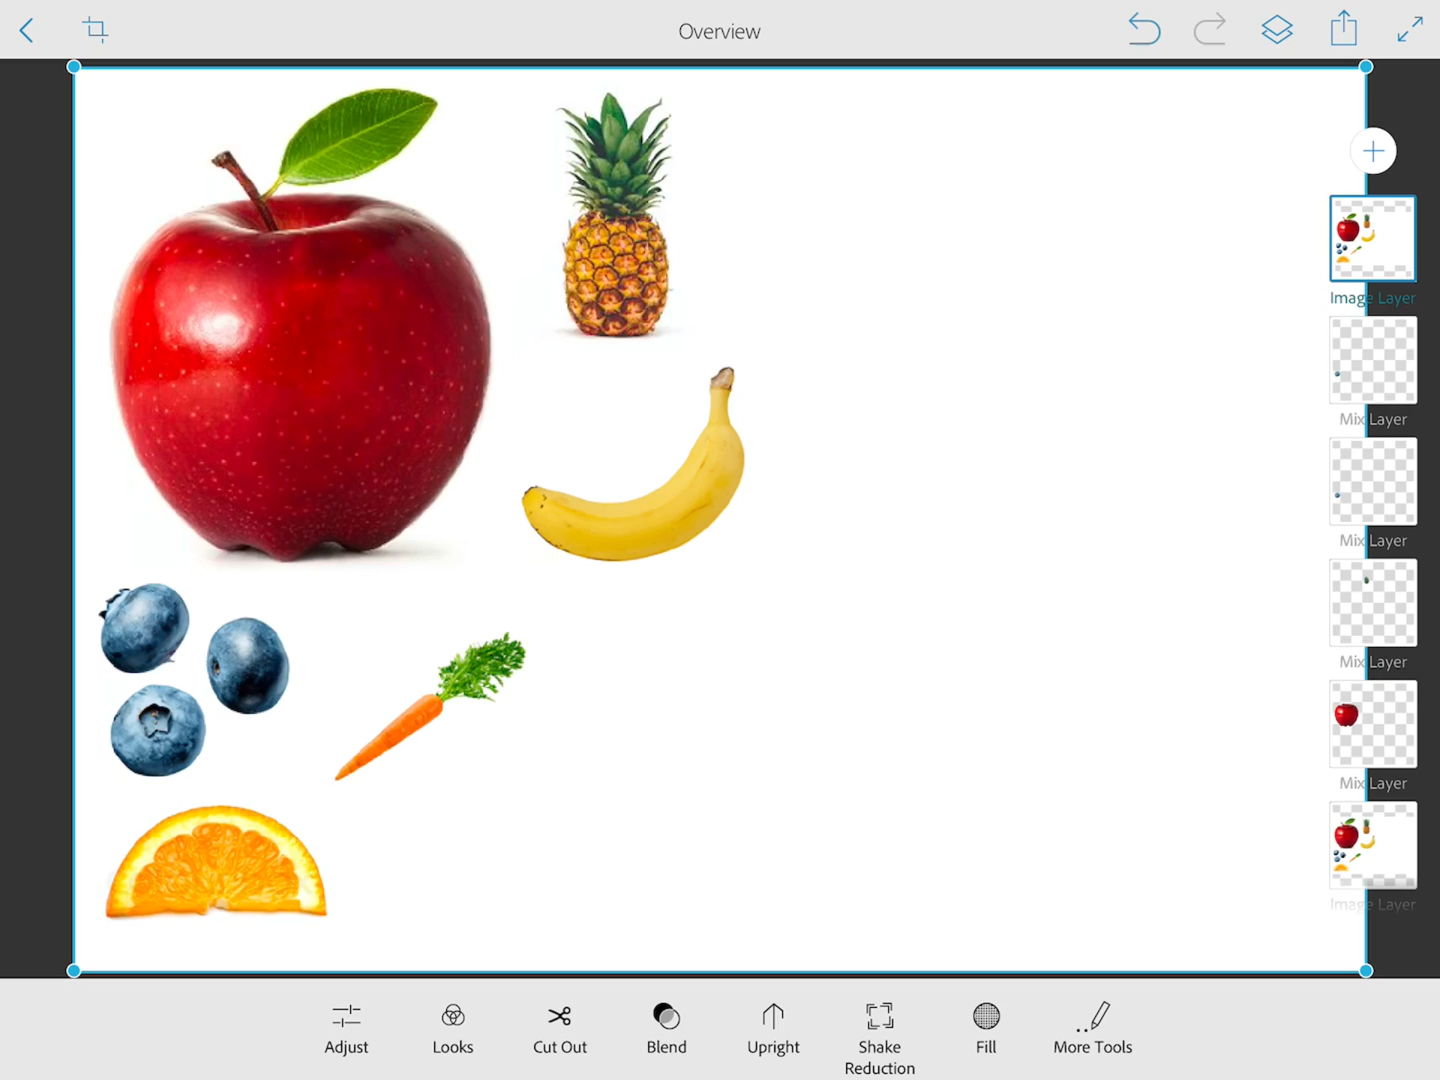 Overview
Image Layer
Mix Layer
Mix Layer
Mix Layer
Mix Layer
Image Layer
Adjust
Looks
Cut Out
Blend
Upright
Shake
Reduction
Fill
More Tools